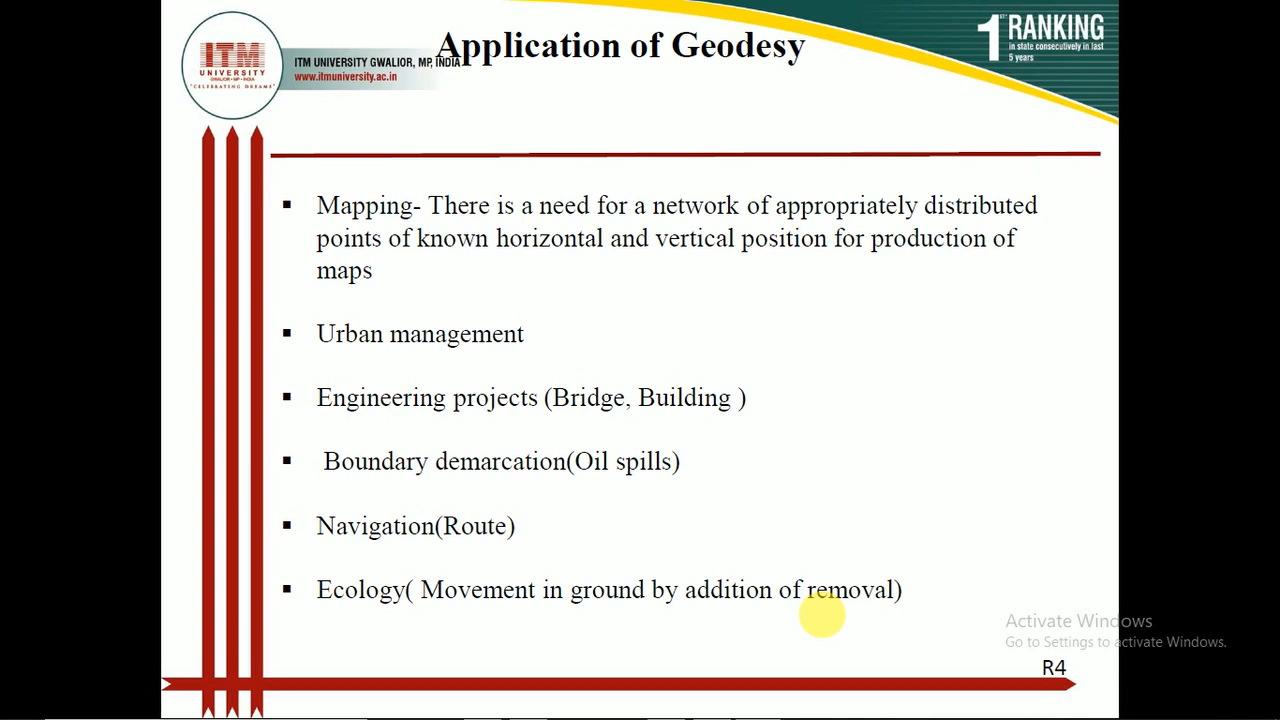 ITM
UNIVERSITY
GWALIOR • MP • INDIA
"CELEBRATING DREAMS"
ITM UNIVERSITY GWALIOR, MP, INDIA
www.itmuniversity.ac.in
Application of Geodesy
1ST RANKING
in state consecutively in last
5 years
▪ Mapping- There is a need for a network of appropriately distributed
points of known horizontal and vertical position for production of
maps
▪ Urban management
▪ Engineering projects (Bridge, Building )
▪ Boundary demarcation(Oil spills)
▪ Navigation(Route)
▪ Ecology( Movement in ground by addition of removal)
Activate Windows
Go to Settings to activate Windows.
R4